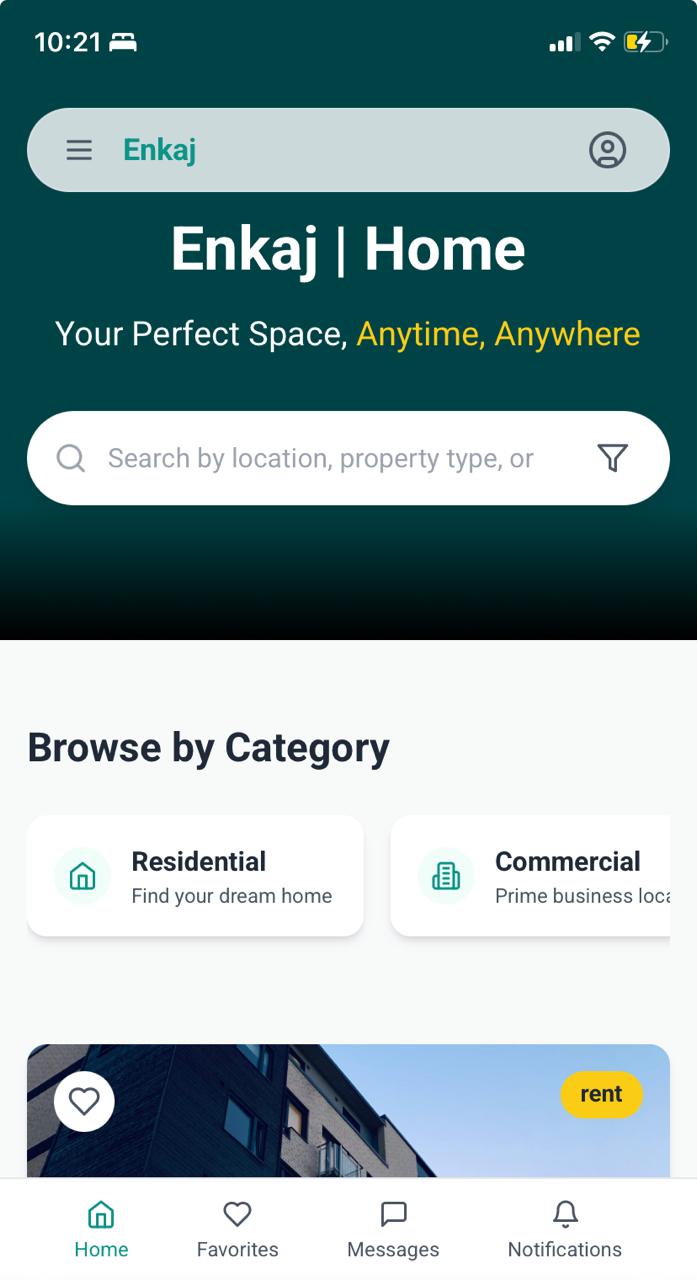 10:21
Enkaj
Enkaj | Home
Your Perfect Space, Anytime, Anywhere
Search by location, property type, or
Browse by Category
Residential
Find your dream home
Commercial
Prime business loca
rent
Home
Favorites
Messages
Notifications